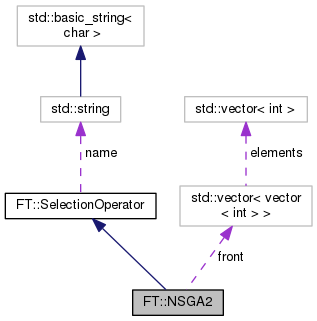 std::basic_string<
char >
std::string
std::vector< int >
name
elements
FT::SelectionOperator
std::vector< vector
< int > >
front
FT::NSGA2